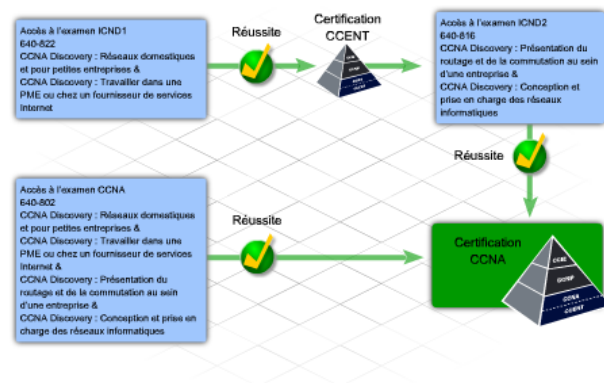 Accès à l'examen ICND1
640-822
CCNA Discovery : Réseaux domestiques
et pour petites entreprises &
CCNA Discovery : Travailler dans une
PME ou chez un fournisseur de services
Internet
Réussite
Certification
CCENT
Accès à l'examen ICND2
640-816
CCNA Discovery : Présentation du
routage et de la commutation au sein
d'une entreprise &
CCNA Discovery : Conception et
prise en charge des réseaux
informatiques
Réussite
Accès à l'examen CCNA
640-802
CCNA Discovery : Réseaux domestiques
et pour petites entreprises &
CCNA Discovery : Travailler dans une
PME ou chez un fournisseur de services
Internet &
CCNA Discovery : Présentation du
routage et de la commutation au sein
d'une entreprise &
CCNA Discovery : Conception et prise en
charge des réseaux informatiques
Réussite
Certification
CCNA
CCIE
CCNP
CCNA
CCENT